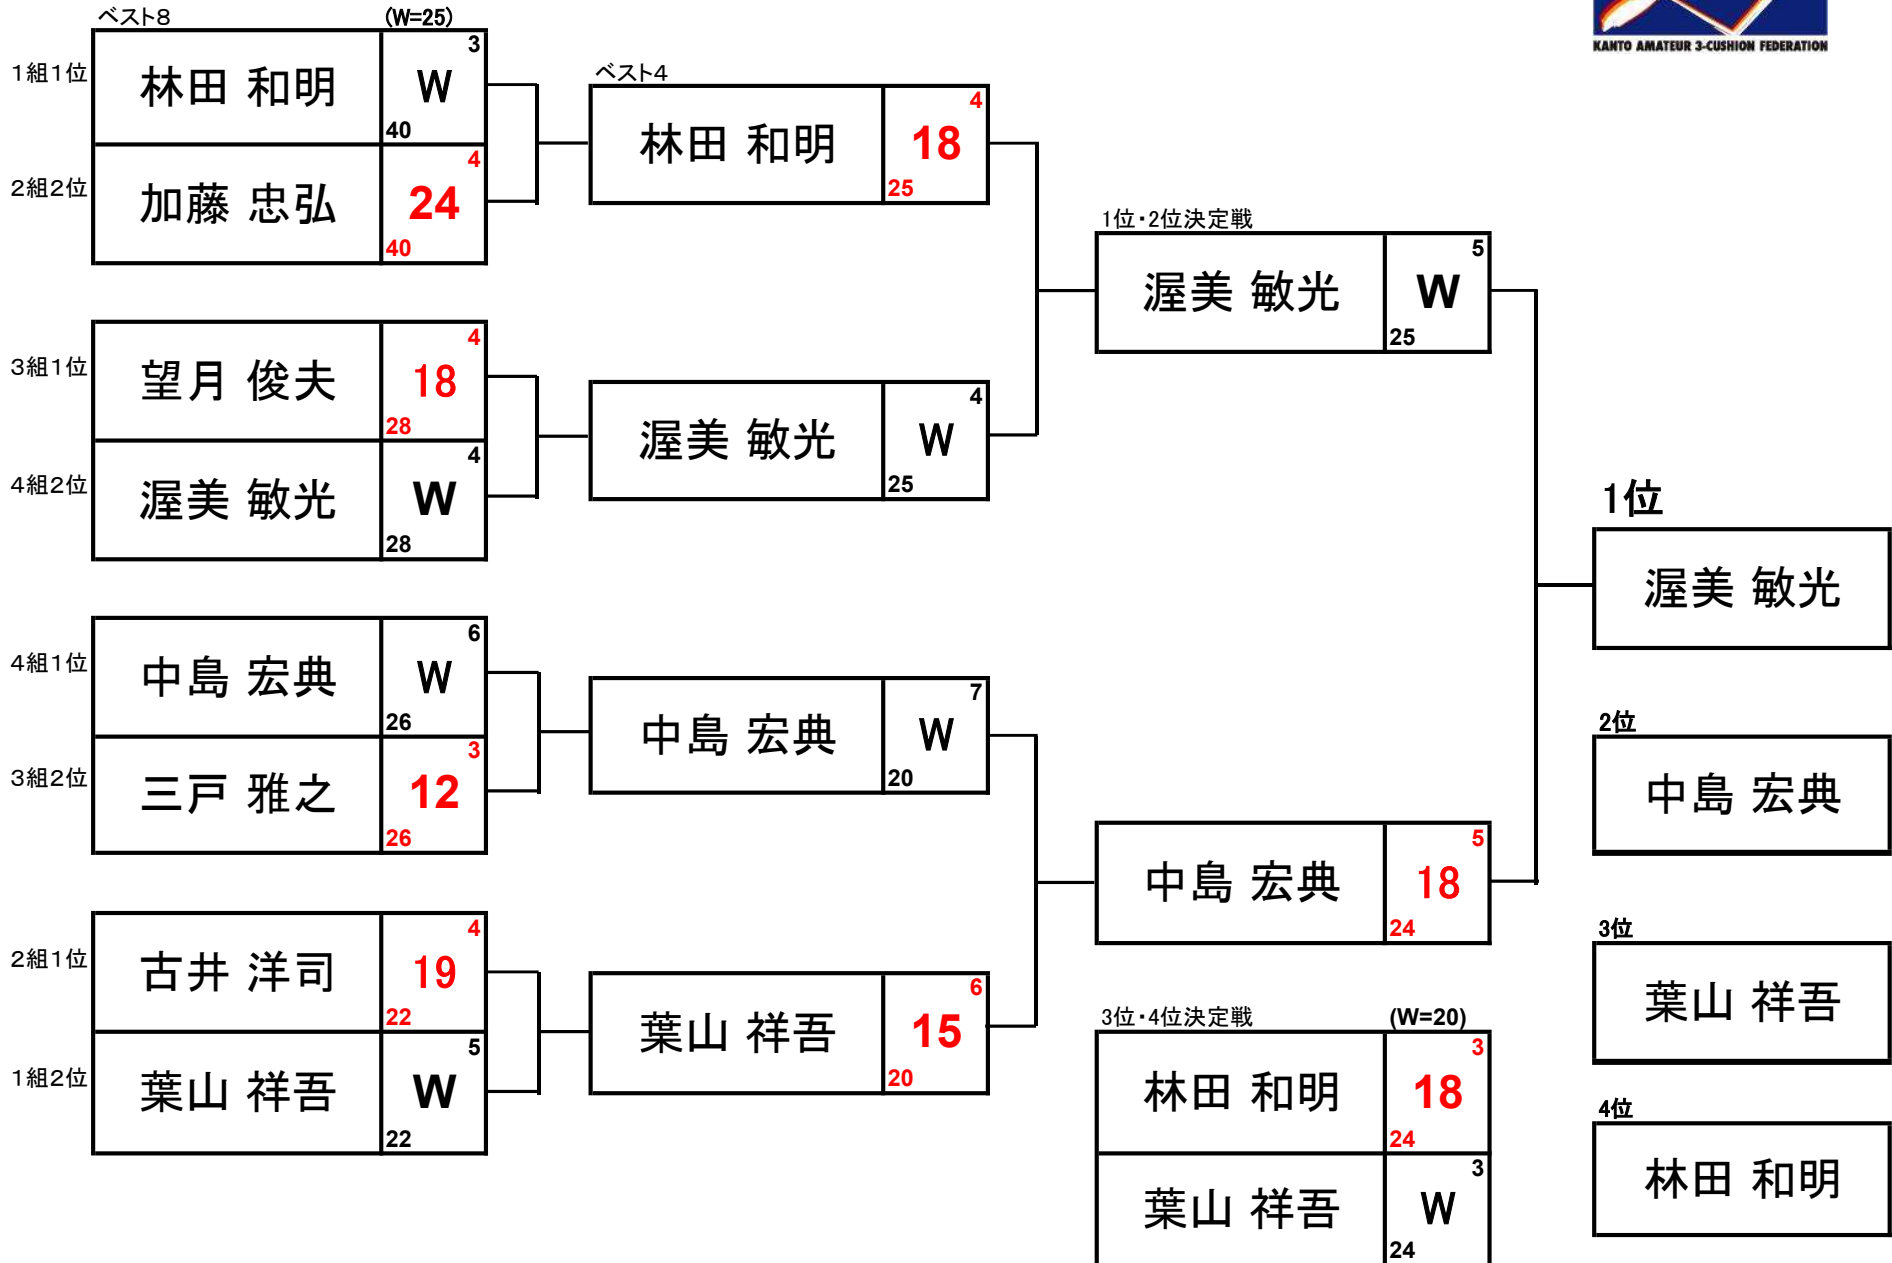 KANTO AMATEUR 3-CUSHION FEDERATION
ベスト8 (W=25)
1組1位 林田 和明 W 3 40
2組2位 加藤 忠弘 24 4 40
3組1位 望月 俊夫 18 4 28
4組2位 渥美 敏光 W 4 28
4組1位 中島 宏典 W 6 26
3組2位 三戸 雅之 12 3 26
2組1位 古井 洋司 19 4 22
1組2位 葉山 祥吾 W 5 22
ベスト4
林田 和明 18 4 25
渥美 敏光 W 4 25
中島 宏典 W 7 20
葉山 祥吾 15 6 20
1位・2位決定戦
渥美 敏光 W 5 25
中島 宏典 18 5 24
3位・4位決定戦 (W=20)
林田 和明 18 3 24
葉山 祥吾 W 3 24
1位
渥美 敏光
2位
中島 宏典
3位
葉山 祥吾
4位
林田 和明